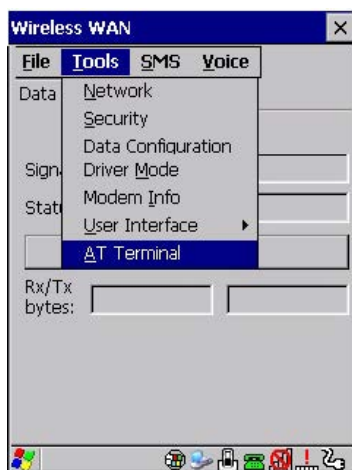 Wireless WAN
File Tools SMS Voice
Data
Network
Security
Data Configuration
Sign
Driver Mode
Modem Info
Stat
User Interface
AT Terminal
Rx/Tx
bytes: